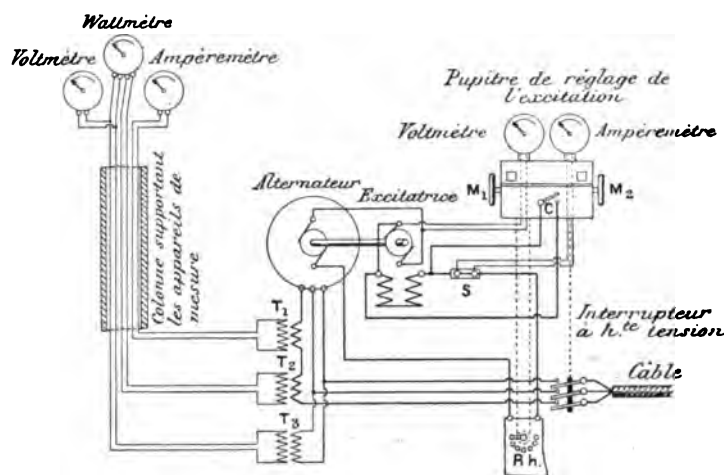 Wattmètre
Voltmètre
Ampèremètre
Pupitre de réglage de
l'excitation
Voltmètre
Ampèremètre
Alternateur
Excitatrice
M1
M2
C
Colonne supportant
les appareils de
mesure
S
T1
Interrupteur
à h.te tension
T2
Câble
T3
R h.